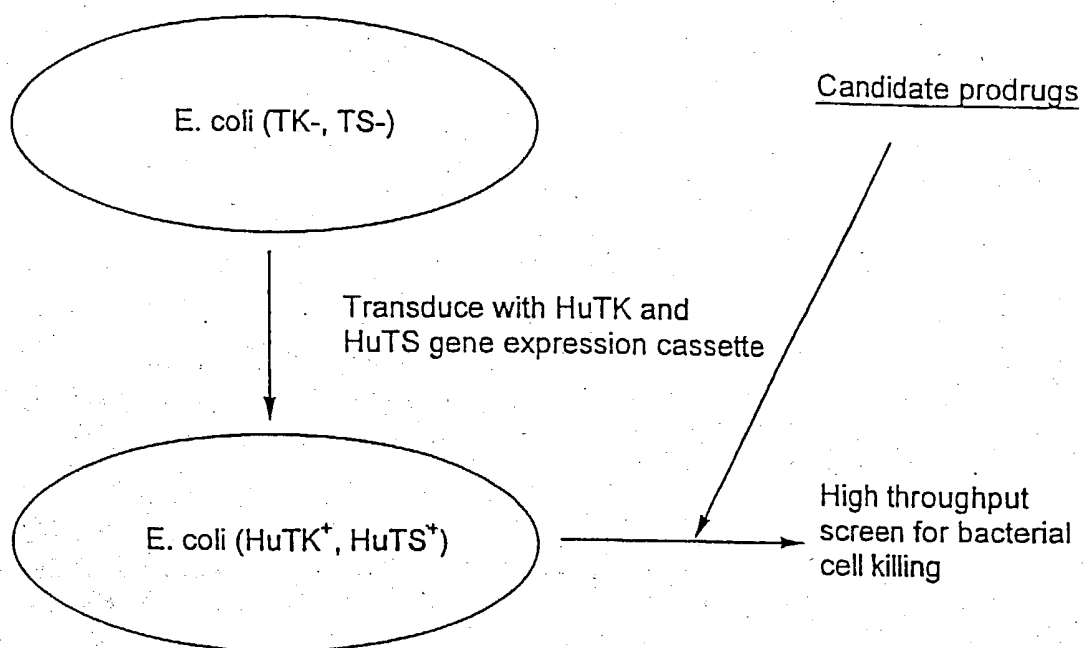 E. coli (TK-, TS-)
Candidate prodrugs
Transduce with HuTK and
HuTS gene expression cassette
E. coli (HuTK⁺, HuTS⁺)
High throughput
screen for bacterial
cell killing